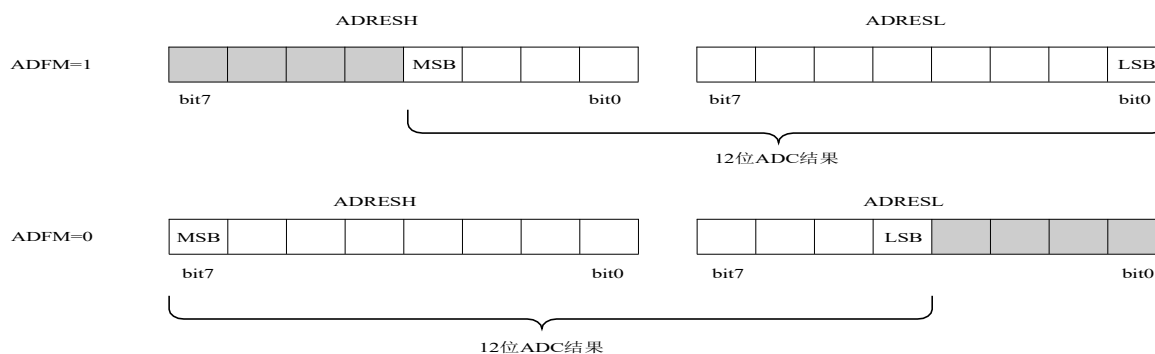 ADRESH ADRESL
ADFM=1 MSB LSB
bit7 bit0 bit7 bit0
12位ADC结果
ADRESH ADRESL
ADFM=0 MSB LSB
bit7 bit0 bit7 bit0
12位ADC结果